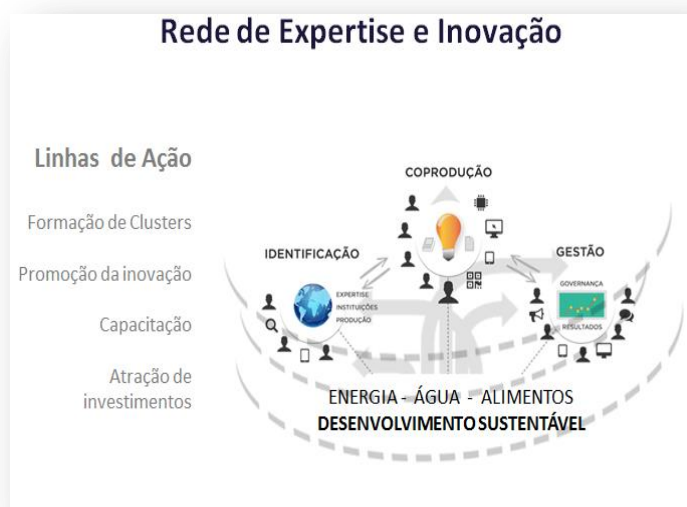 Rede de Expertise e Inovação
Linhas de Ação
Formação de Clusters
Promoção da inovação
Capacitação
Atração de
investimentos
COPRODUÇÃO
IDENTIFICAÇÃO
EXPERTISE
INSTITUIÇÕES
PRODUÇÃO
GESTÃO
GOVERNANÇA
RESULTADOS
ENERGIA - ÁGUA - ALIMENTOS
DESENVOLVIMENTO SUSTENTÁVEL